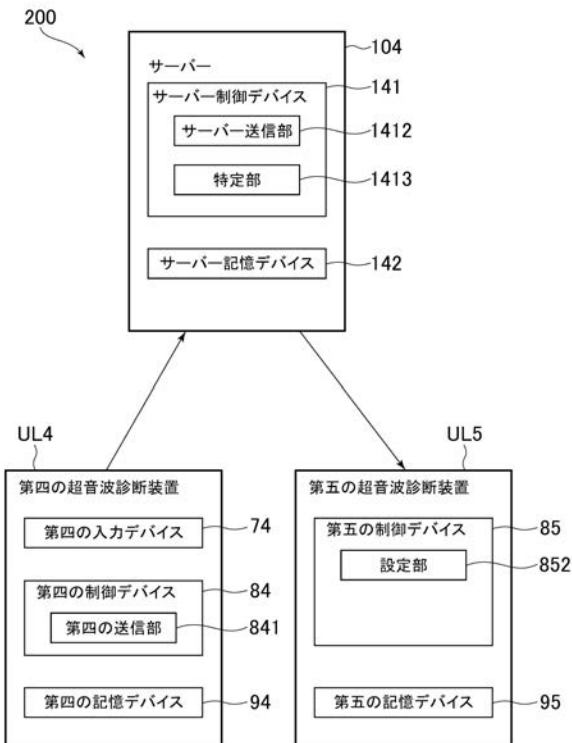 200
104
サーバー
サーバー制御デバイス
141
サーバー送信部
1412
特定部
1413
サーバー記憶デバイス
142
UL4
UL5
第四の超音波診断装置
第五の超音波診断装置
第四の入力デバイス
74
第五の制御デバイス
85
設定部
852
第四の制御デバイス
84
第四の送信部
841
第四の記憶デバイス
94
第五の記憶デバイス
95